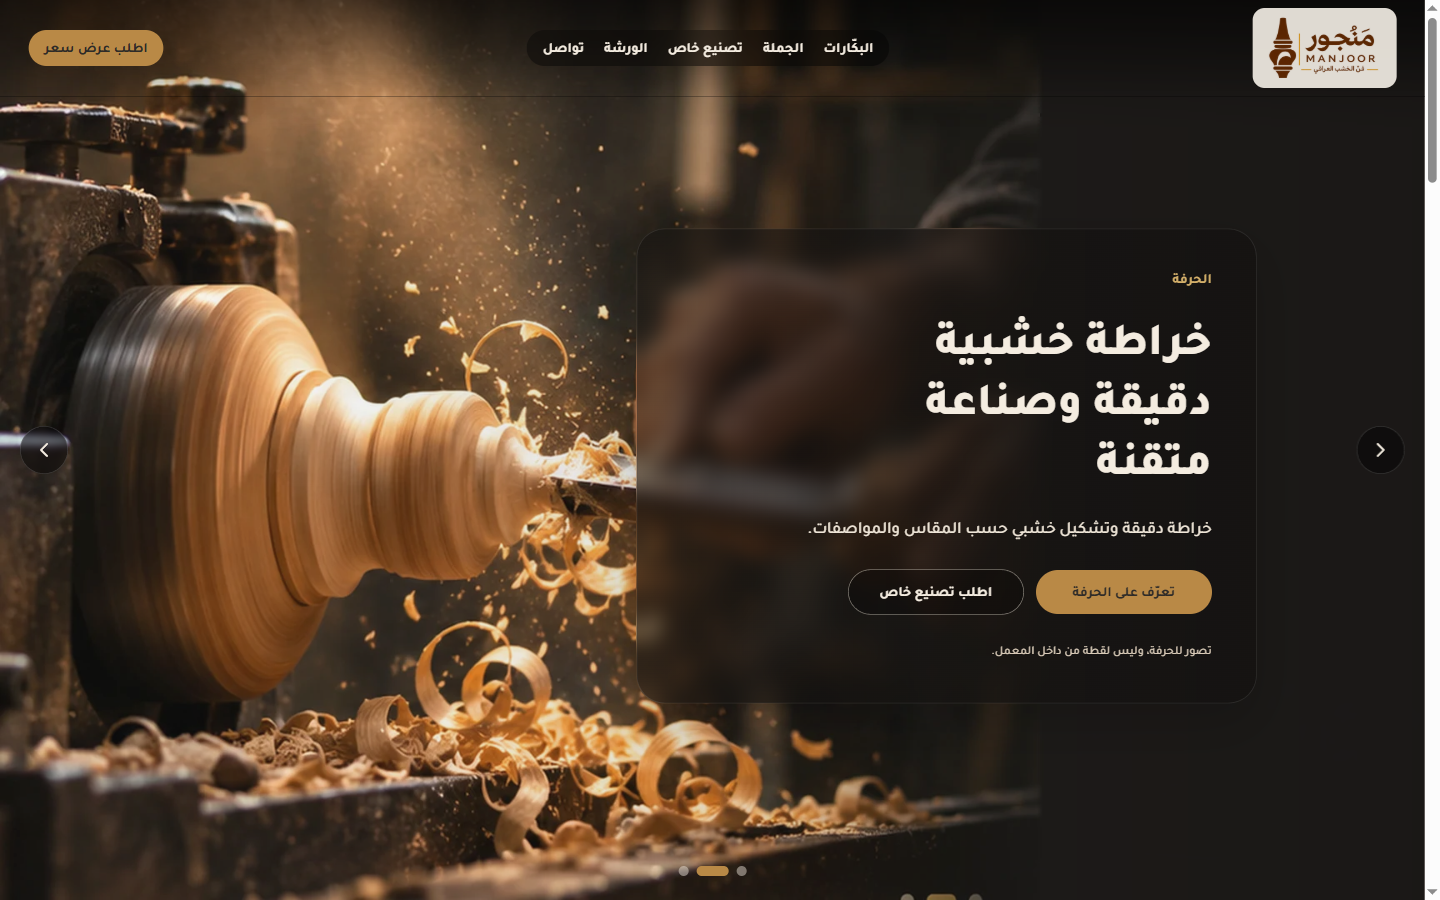 مَنْجور
MANJOOR
فنّ الخشب العراقي
البكّارات
الجملة
تصنيع خاص
الورشة
تواصل
اطلب عرض سعر
الحرفة
خراطة خشبية
دقيقة وصناعة
متقنة
خراطة دقيقة وتشكيل خشبي حسب المقاس والمواصفات.
تعرّف على الحرفة
اطلب تصنيع خاص
تصور للحرفة، وليس لقطة من داخل المعمل.